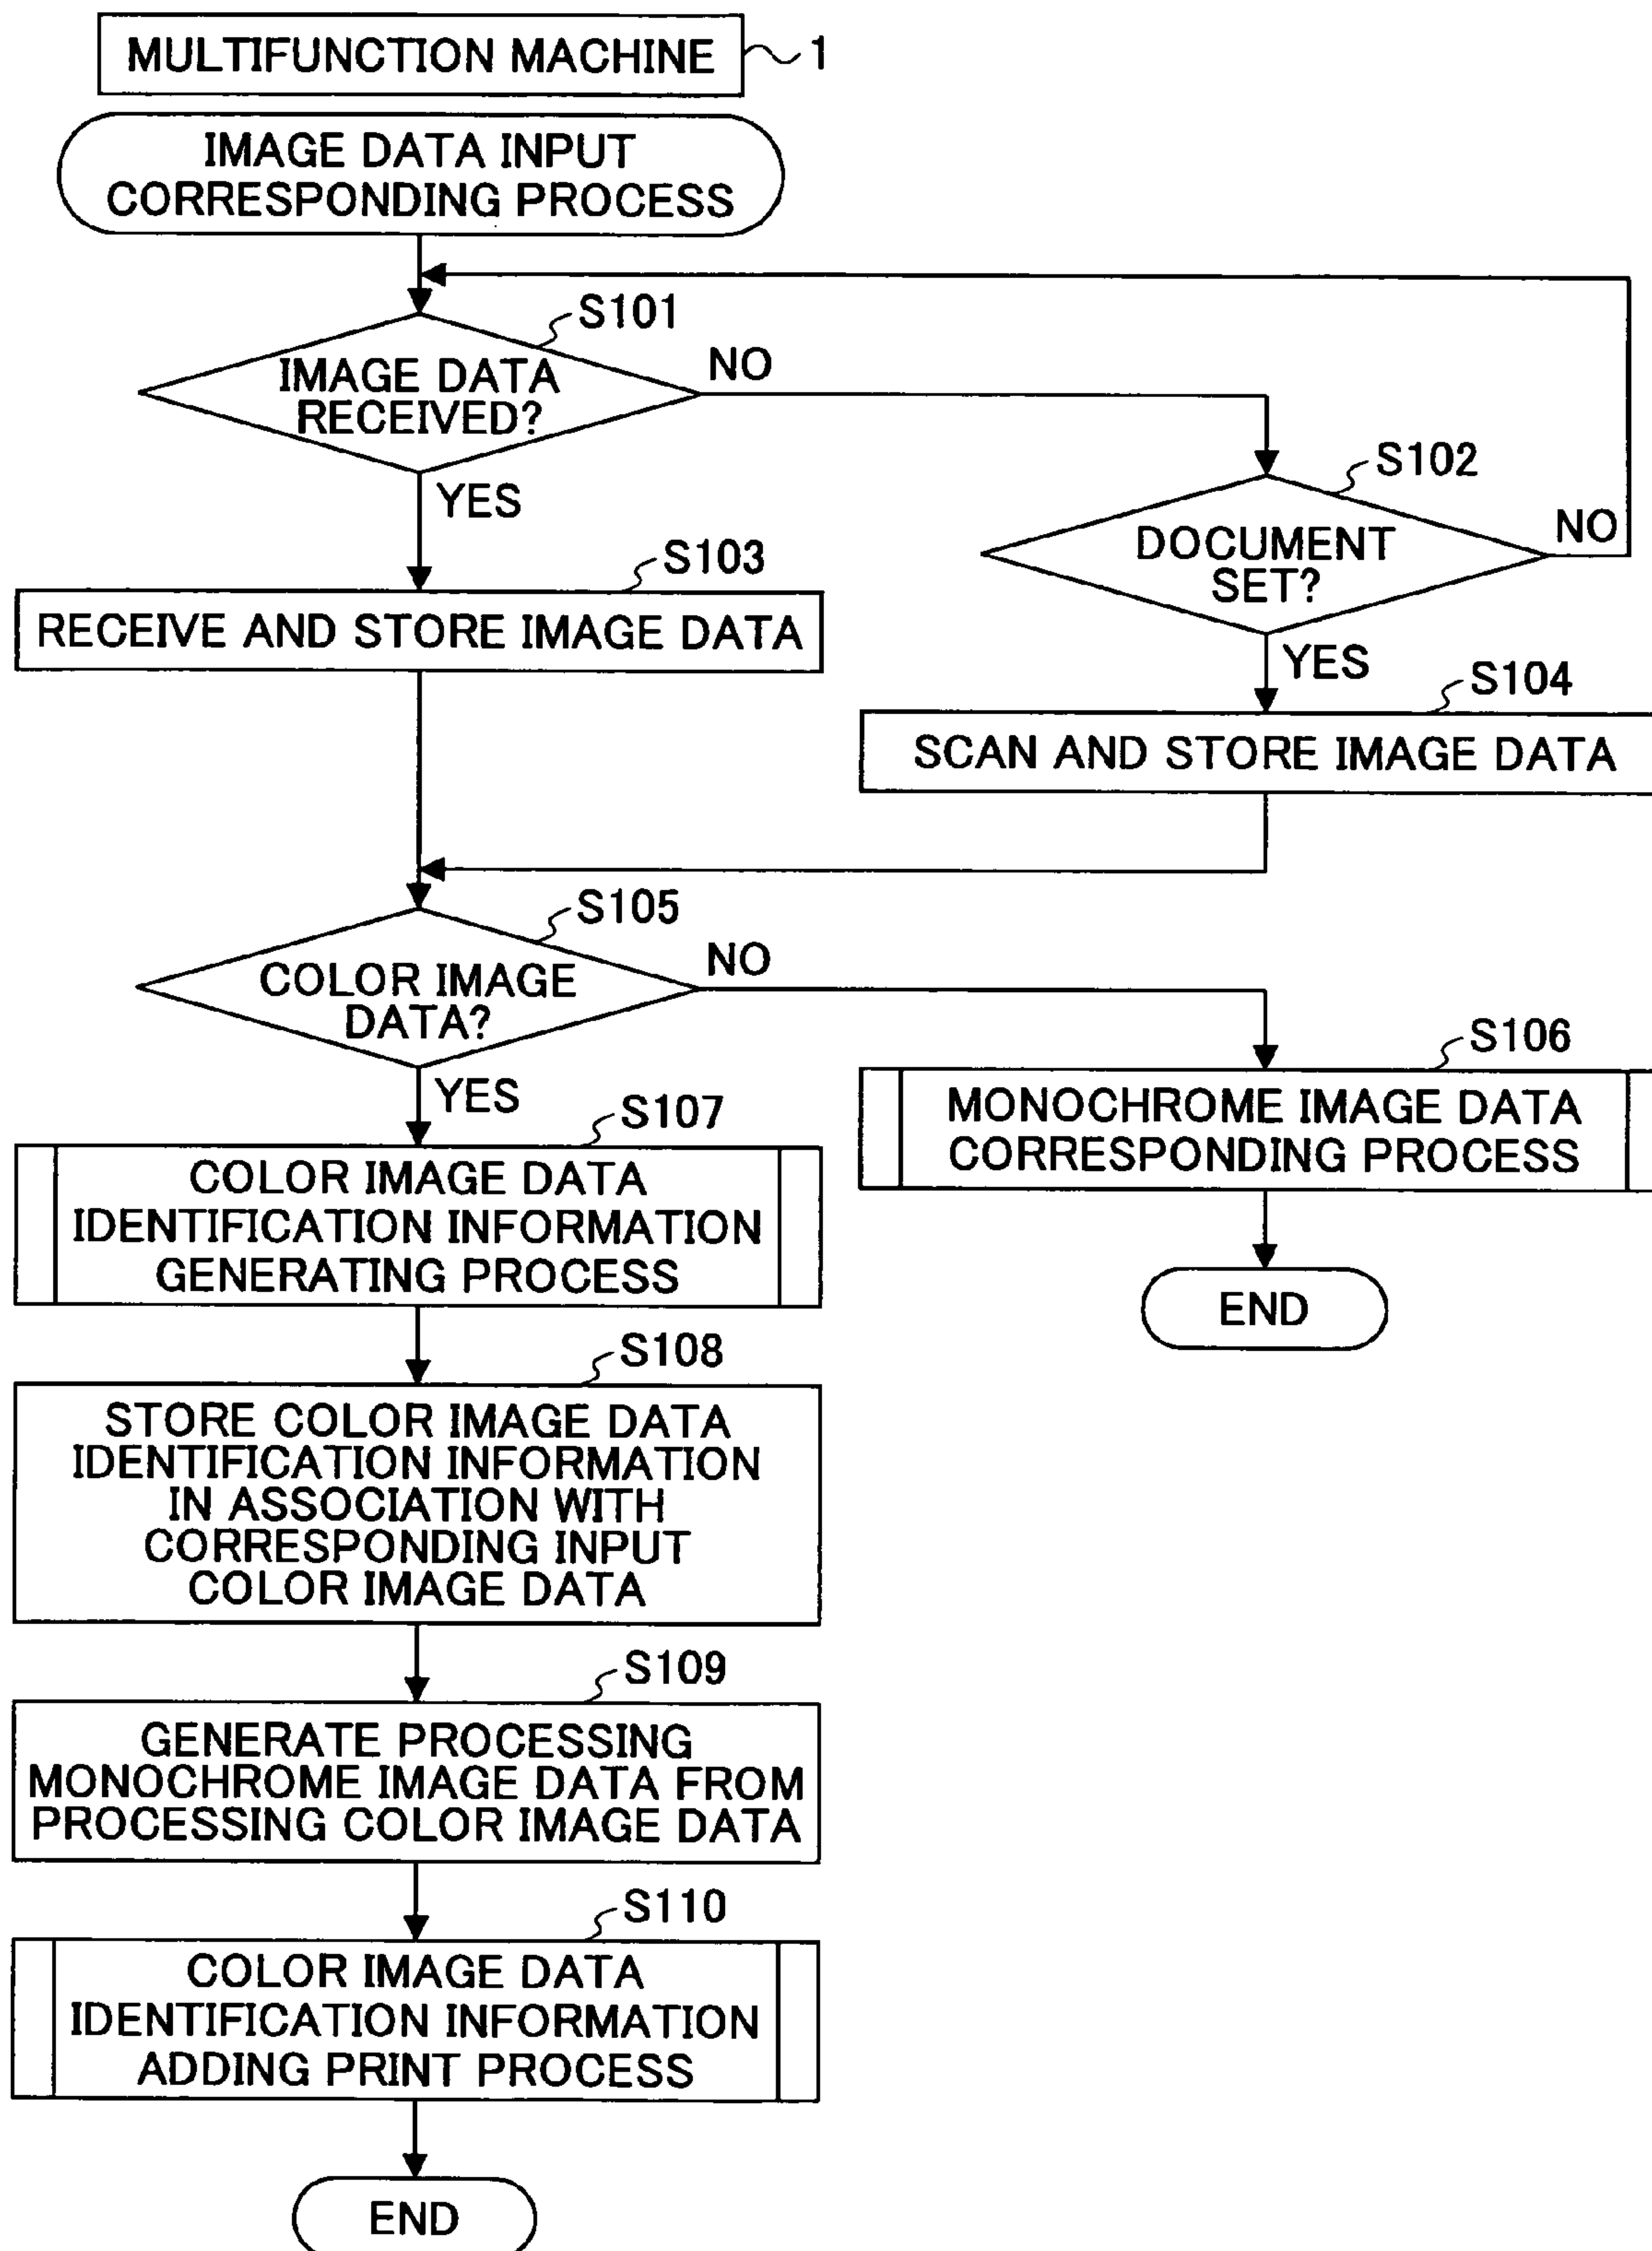 MULTIFUNCTION MACHINE
1
IMAGE DATA INPUT
CORRESPONDING PROCESS
S101
IMAGE DATA
RECEIVED?
NO
YES
S102
DOCUMENT
SET?
NO
YES
S103
RECEIVE AND STORE IMAGE DATA
S104
SCAN AND STORE IMAGE DATA
S105
COLOR IMAGE
DATA?
NO
YES
S106
MONOCHROME IMAGE DATA
CORRESPONDING PROCESS
END
S107
COLOR IMAGE DATA
IDENTIFICATION INFORMATION
GENERATING PROCESS
S108
STORE COLOR IMAGE DATA
IDENTIFICATION INFORMATION
IN ASSOCIATION WITH
CORRESPONDING INPUT
COLOR IMAGE DATA
S109
GENERATE PROCESSING
MONOCHROME IMAGE DATA FROM
PROCESSING COLOR IMAGE DATA
S110
COLOR IMAGE DATA
IDENTIFICATION INFORMATION
ADDING PRINT PROCESS
END